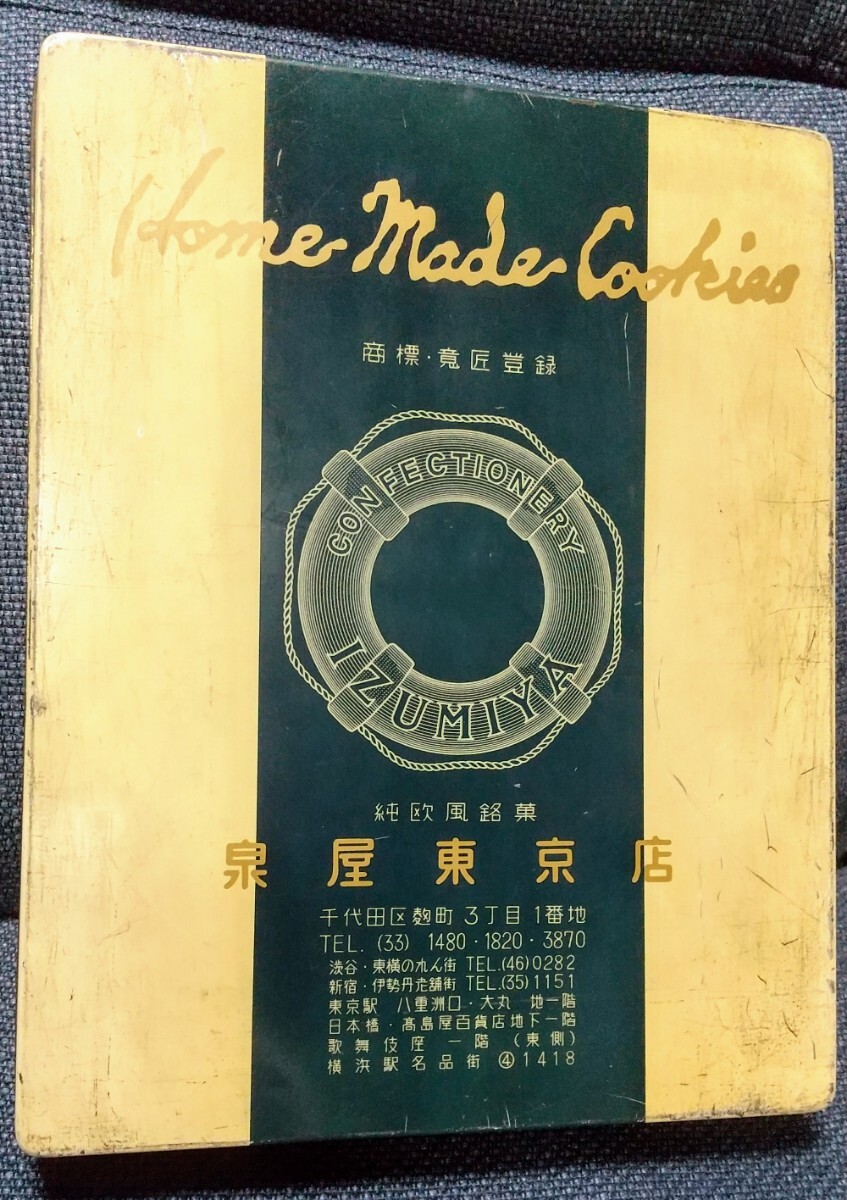 Home Made Cookies
商標・意匠登録
CONFECTIONERY
IZUMIYA
純欧風銘菓
泉屋東京店
千代田区麹町 3丁目 1番地
TEL. (33) 1480・1820・3870
渋谷・東横のれん街 TEL.(46)0282
新宿・伊勢丹老舗街 TEL.(35)1151
東京駅 八重洲口・大丸 地一階
日本橋・髙島屋百貨店地下一階
歌舞伎座 一階 (東側)
横浜駅名品街 ④1418